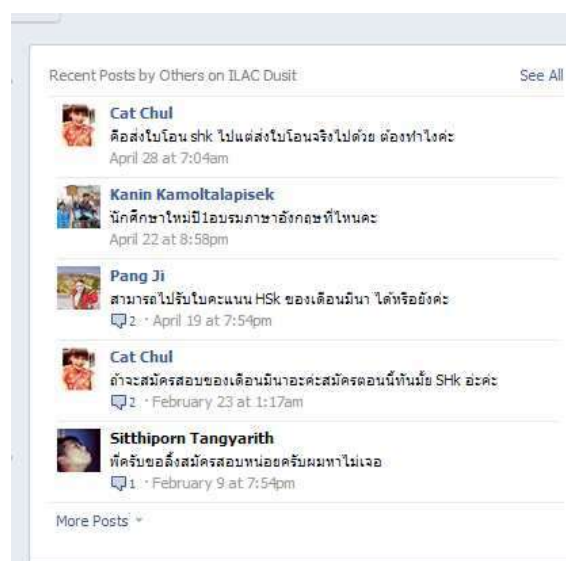 Recent Posts by Others on ILAC Dusit See All
Cat Chul
คือส่งใบโอน shk ไปแต่ส่งใบโอนจริงไปด้วย ต้องทำไงค่ะ
April 28 at 7:04am
Kanin Kamoltalapisek
นักศึกษาใหม่ปี1อบรมภาษาอังกฤษที่ไหนคะ
April 22 at 8:58pm
Pang Ji
สามารถไปรับใบคะแนน HSk ของเดือนมีนา ได้หรือยังค่ะ
2 · April 19 at 7:54pm
Cat Chul
ถ้าจะสมัครสอบของเดือนมีนาอะค่ะสมัครตอนนี้ทันมั้ย SHk อ่ะค่ะ
2 · February 23 at 1:17am
Sitthiporn Tangyarith
พี่ครับขอลิ้งสมัครสอบหน่อยครับผมหาไม่เจอ
1 · February 9 at 7:54pm
More Posts